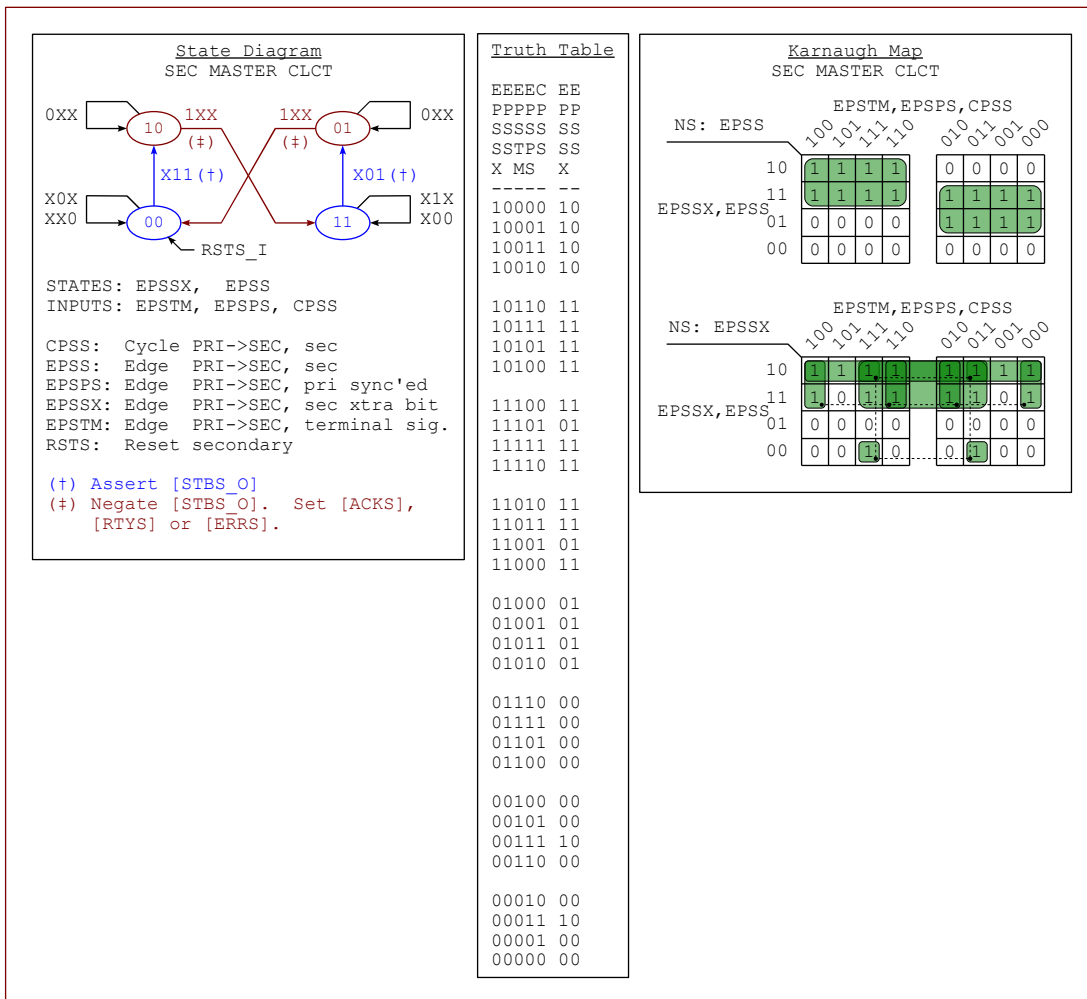 State Diagram
SEC MASTER CLCT
0XX 10 1XX 1XX 01 0XX
(‡) (‡)
X11(†) X01(†)
X0X X1X
XX0 00 11 X00
RSTS_I
STATES: EPSSX, EPSS
INPUTS: EPSTM, EPSPS, CPSS
CPSS: Cycle PRI->SEC, sec
EPSS: Edge PRI->SEC, sec
EPSPS: Edge PRI->SEC, pri sync'ed
EPSSX: Edge PRI->SEC, sec xtra bit
EPSTM: Edge PRI->SEC, terminal sig.
RSTS: Reset secondary
(†) Assert [STBS_O]
(‡) Negate [STBS_O]. Set [ACKS],
[RTYS] or [ERRS].
Truth Table
EEEEC EE
PPPPP PP
SSSSS SS
SSTPS SS
X MS X
----- --
10000 10
10001 10
10011 10
10010 10
10110 11
10111 11
10101 11
10100 11
11100 11
11101 01
11111 11
11110 11
11010 11
11011 11
11001 01
11000 11
01000 01
01001 01
01011 01
01010 01
01110 00
01111 00
01101 00
01100 00
00100 00
00101 00
00111 10
00110 00
00010 00
00011 10
00001 00
00000 00
Karnaugh Map
SEC MASTER CLCT
EPSTM,EPSPS,CPSS
NS: EPSS 100 101 111 110 010 011 001 000
10 1 1 1 1 0 0 0 0
11 1 1 1 1 1 1 1 1
EPSSX,EPSS
01 0 0 0 0 1 1 1 1
00 0 0 0 0 0 0 0 0
EPSTM,EPSPS,CPSS
NS: EPSSX 100 101 111 110 010 011 001 000
10 1 1 1 1 1 1 1 1
11 1 0 1 1 1 1 0 1
EPSSX,EPSS
01 0 0 0 0 0 0 0 0
00 0 0 1 0 0 1 0 0